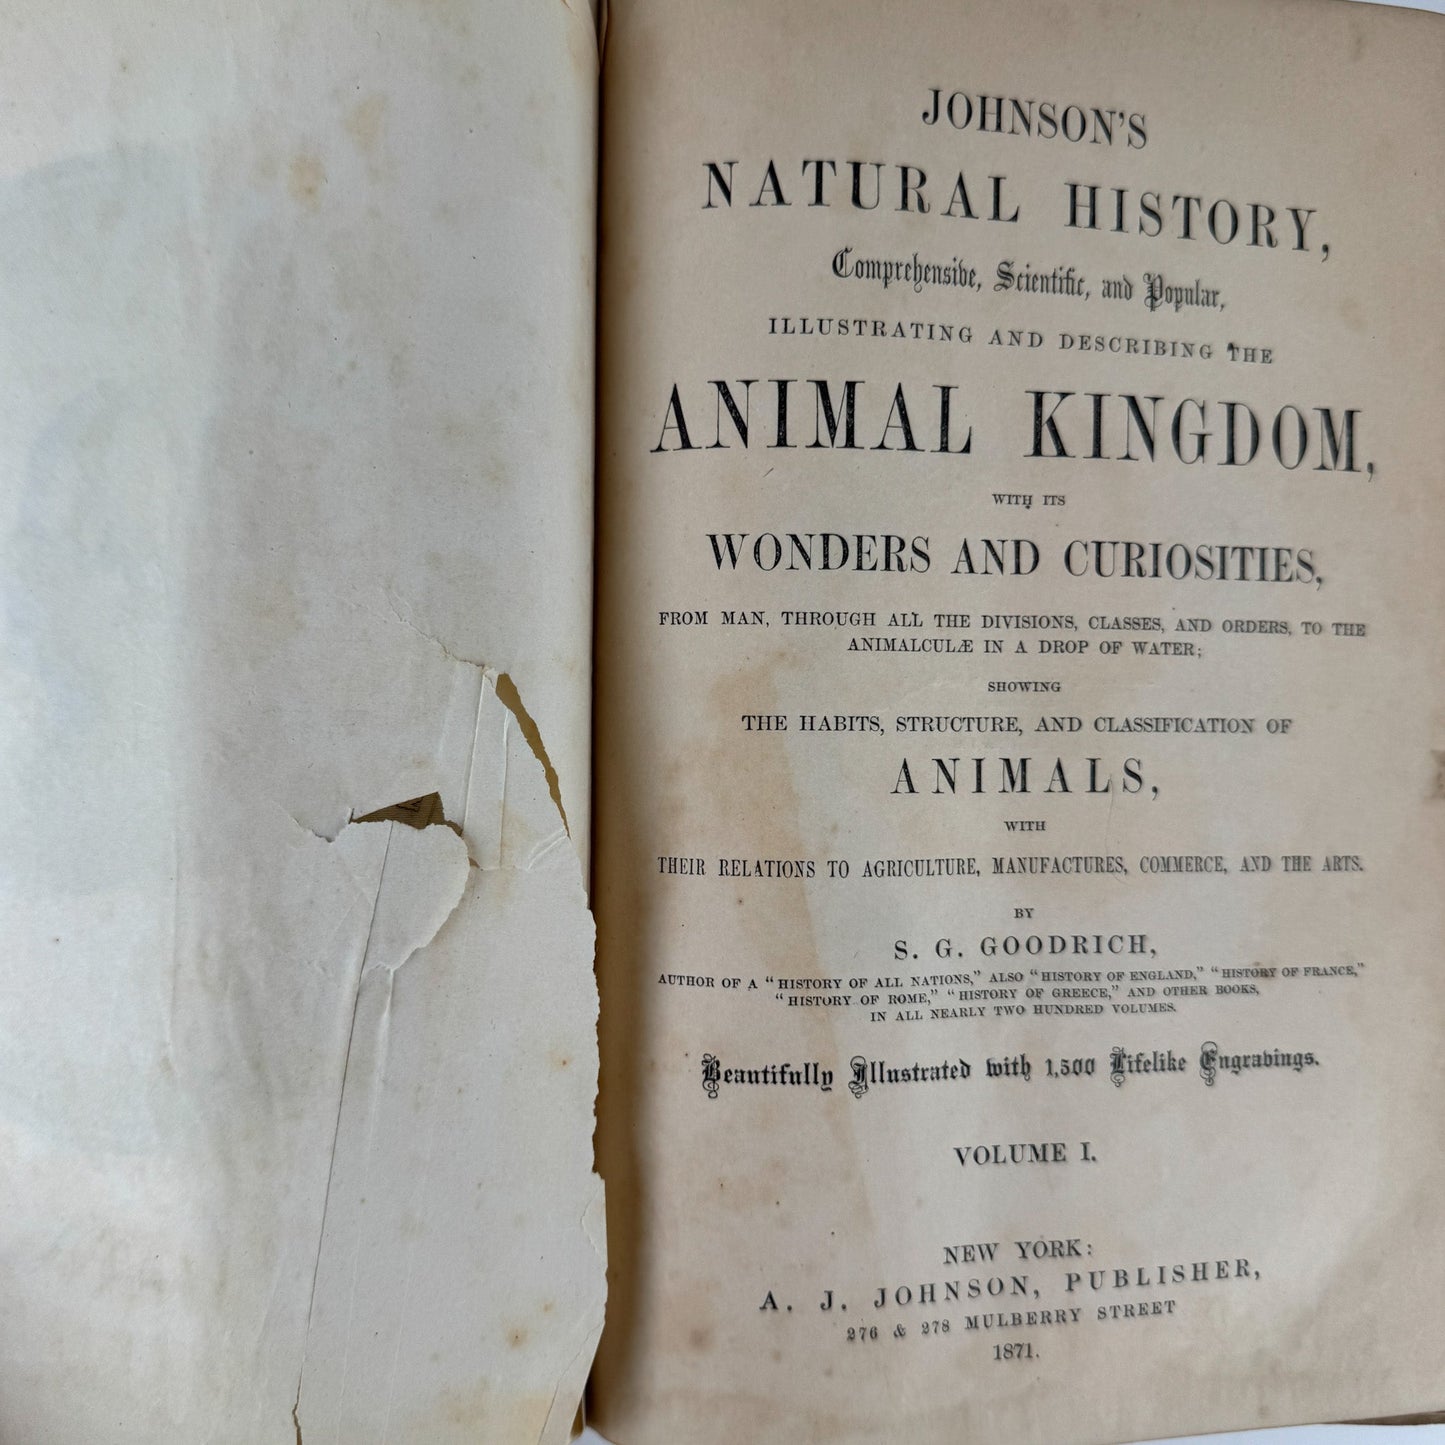 JOHNSON'S
NATURAL HISTORY,
Comprehensive, Scientific, and Popular,
ILLUSTRATING AND DESCRIBING THE
ANIMAL KINGDOM,
WITH ITS
WONDERS AND CURIOSITIES,
FROM MAN, THROUGH ALL THE DIVISIONS, CLASSES, AND ORDERS, TO THE
ANIMALCULÆ IN A DROP OF WATER;
SHOWING
THE HABITS, STRUCTURE, AND CLASSIFICATION OF
ANIMALS,
WITH
THEIR RELATIONS TO AGRICULTURE, MANUFACTURES, COMMERCE, AND THE ARTS.
BY
S. G. GOODRICH,
AUTHOR OF A "HISTORY OF ALL NATIONS," ALSO "HISTORY OF ENGLAND," "HISTORY OF FRANCE,"
"HISTORY OF ROME," "HISTORY OF GREECE," AND OTHER BOOKS,
IN ALL NEARLY TWO HUNDRED VOLUMES.
Beautifully Illustrated with 1,500 Lifelike Engravings.
VOLUME I.
NEW YORK:
A. J. JOHNSON, PUBLISHER,
276 & 278 MULBERRY STREET
1871.